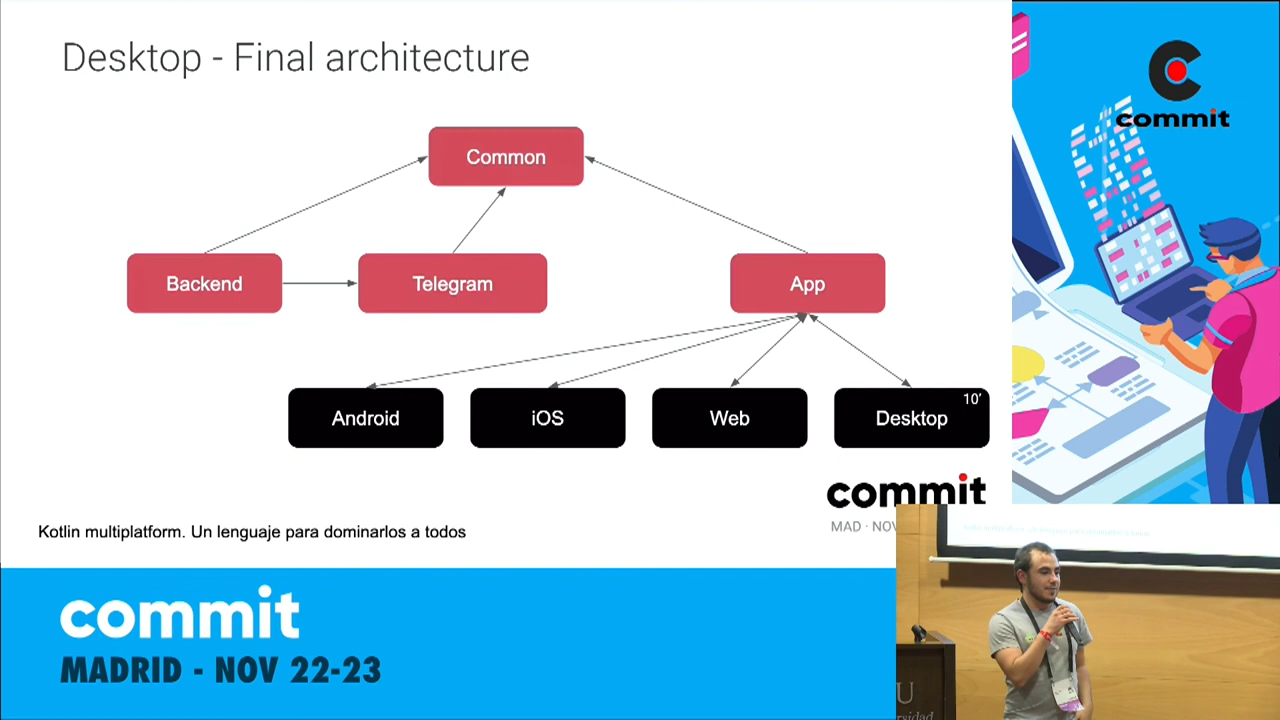 Desktop - Final architecture
Common
Backend
Telegram
App
Android
iOS
Web
Desktop
10’
commit
MAD · NOV
Kotlin multiplatform. Un lenguaje para dominarlos a todos
commit
MADRID - NOV 22-23
commit
U